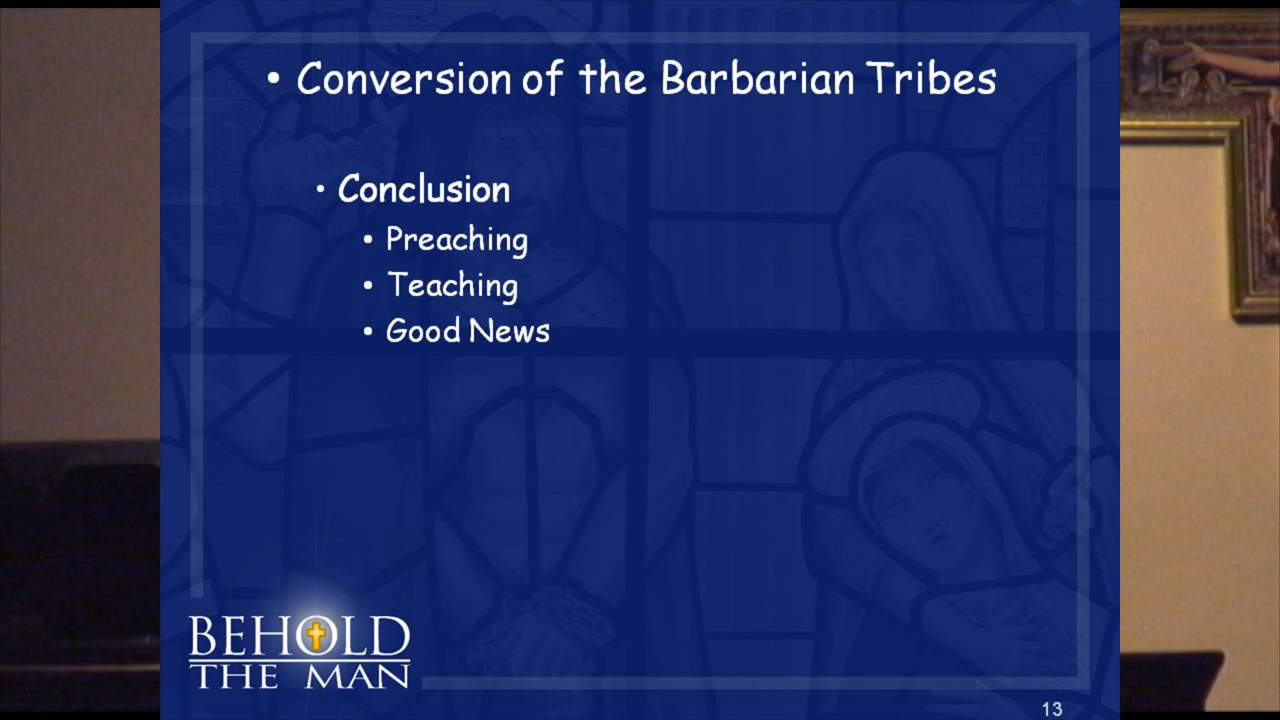 • Conversion of the Barbarian Tribes
• Conclusion
• Preaching
• Teaching
• Good News
BEHOLD
THE MAN
13